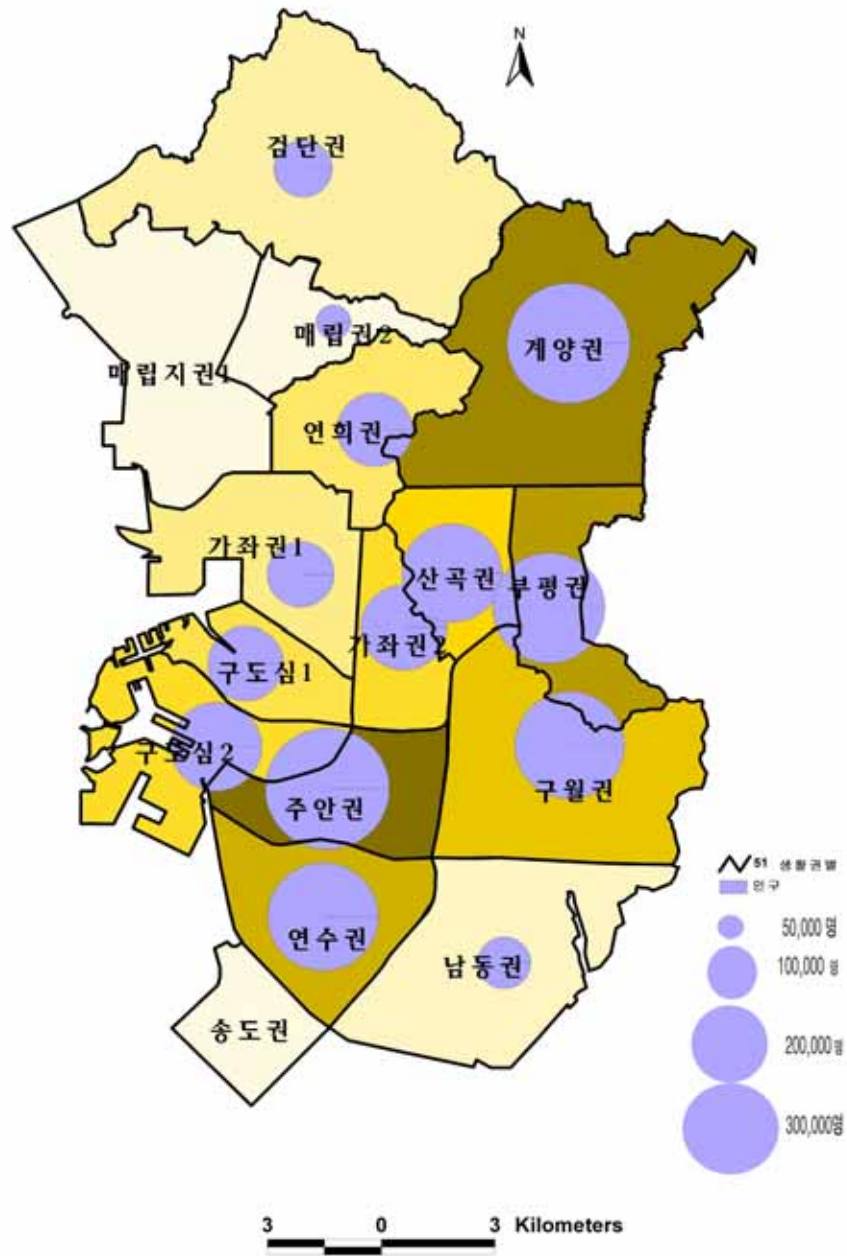 N
검단권
매립권2
계양권
매립지권1
연희권
가좌권1
산곡권
부평권
가좌권2
구도심1
구도심2
주안권
구월권
연수권
남동권
송도권
51 생활권별
인구
50,000 명
100,000 명
200,000명
300,000명
3 0 3 Kilometers